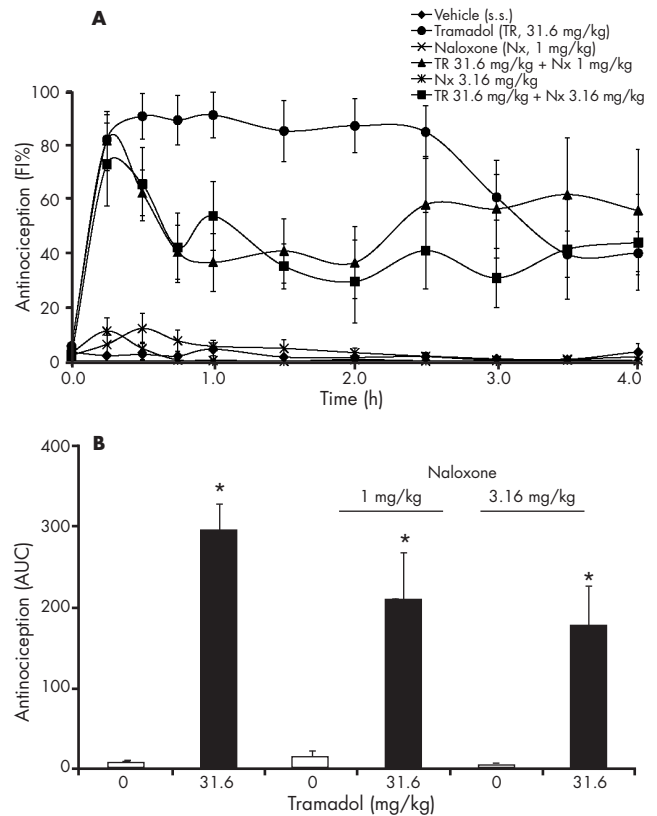 A
Vehicle (s.s.)
Tramadol (TR, 31.6 mg/kg)
Naloxone (Nx, 1 mg/kg)
TR 31.6 mg/kg + Nx 1 mg/kg
Nx 3.16 mg/kg
TR 31.6 mg/kg + Nx 3.16 mg/kg
Antinociception (FI%)
100
80
60
40
20
0
0.0 1.0 2.0 3.0 4.0
Time (h)
B
Antinociception (AUC)
400
300
200
100
0
Naloxone
1 mg/kg 3.16 mg/kg
* * *
0 31.6 0 31.6 0 31.6
Tramadol (mg/kg)